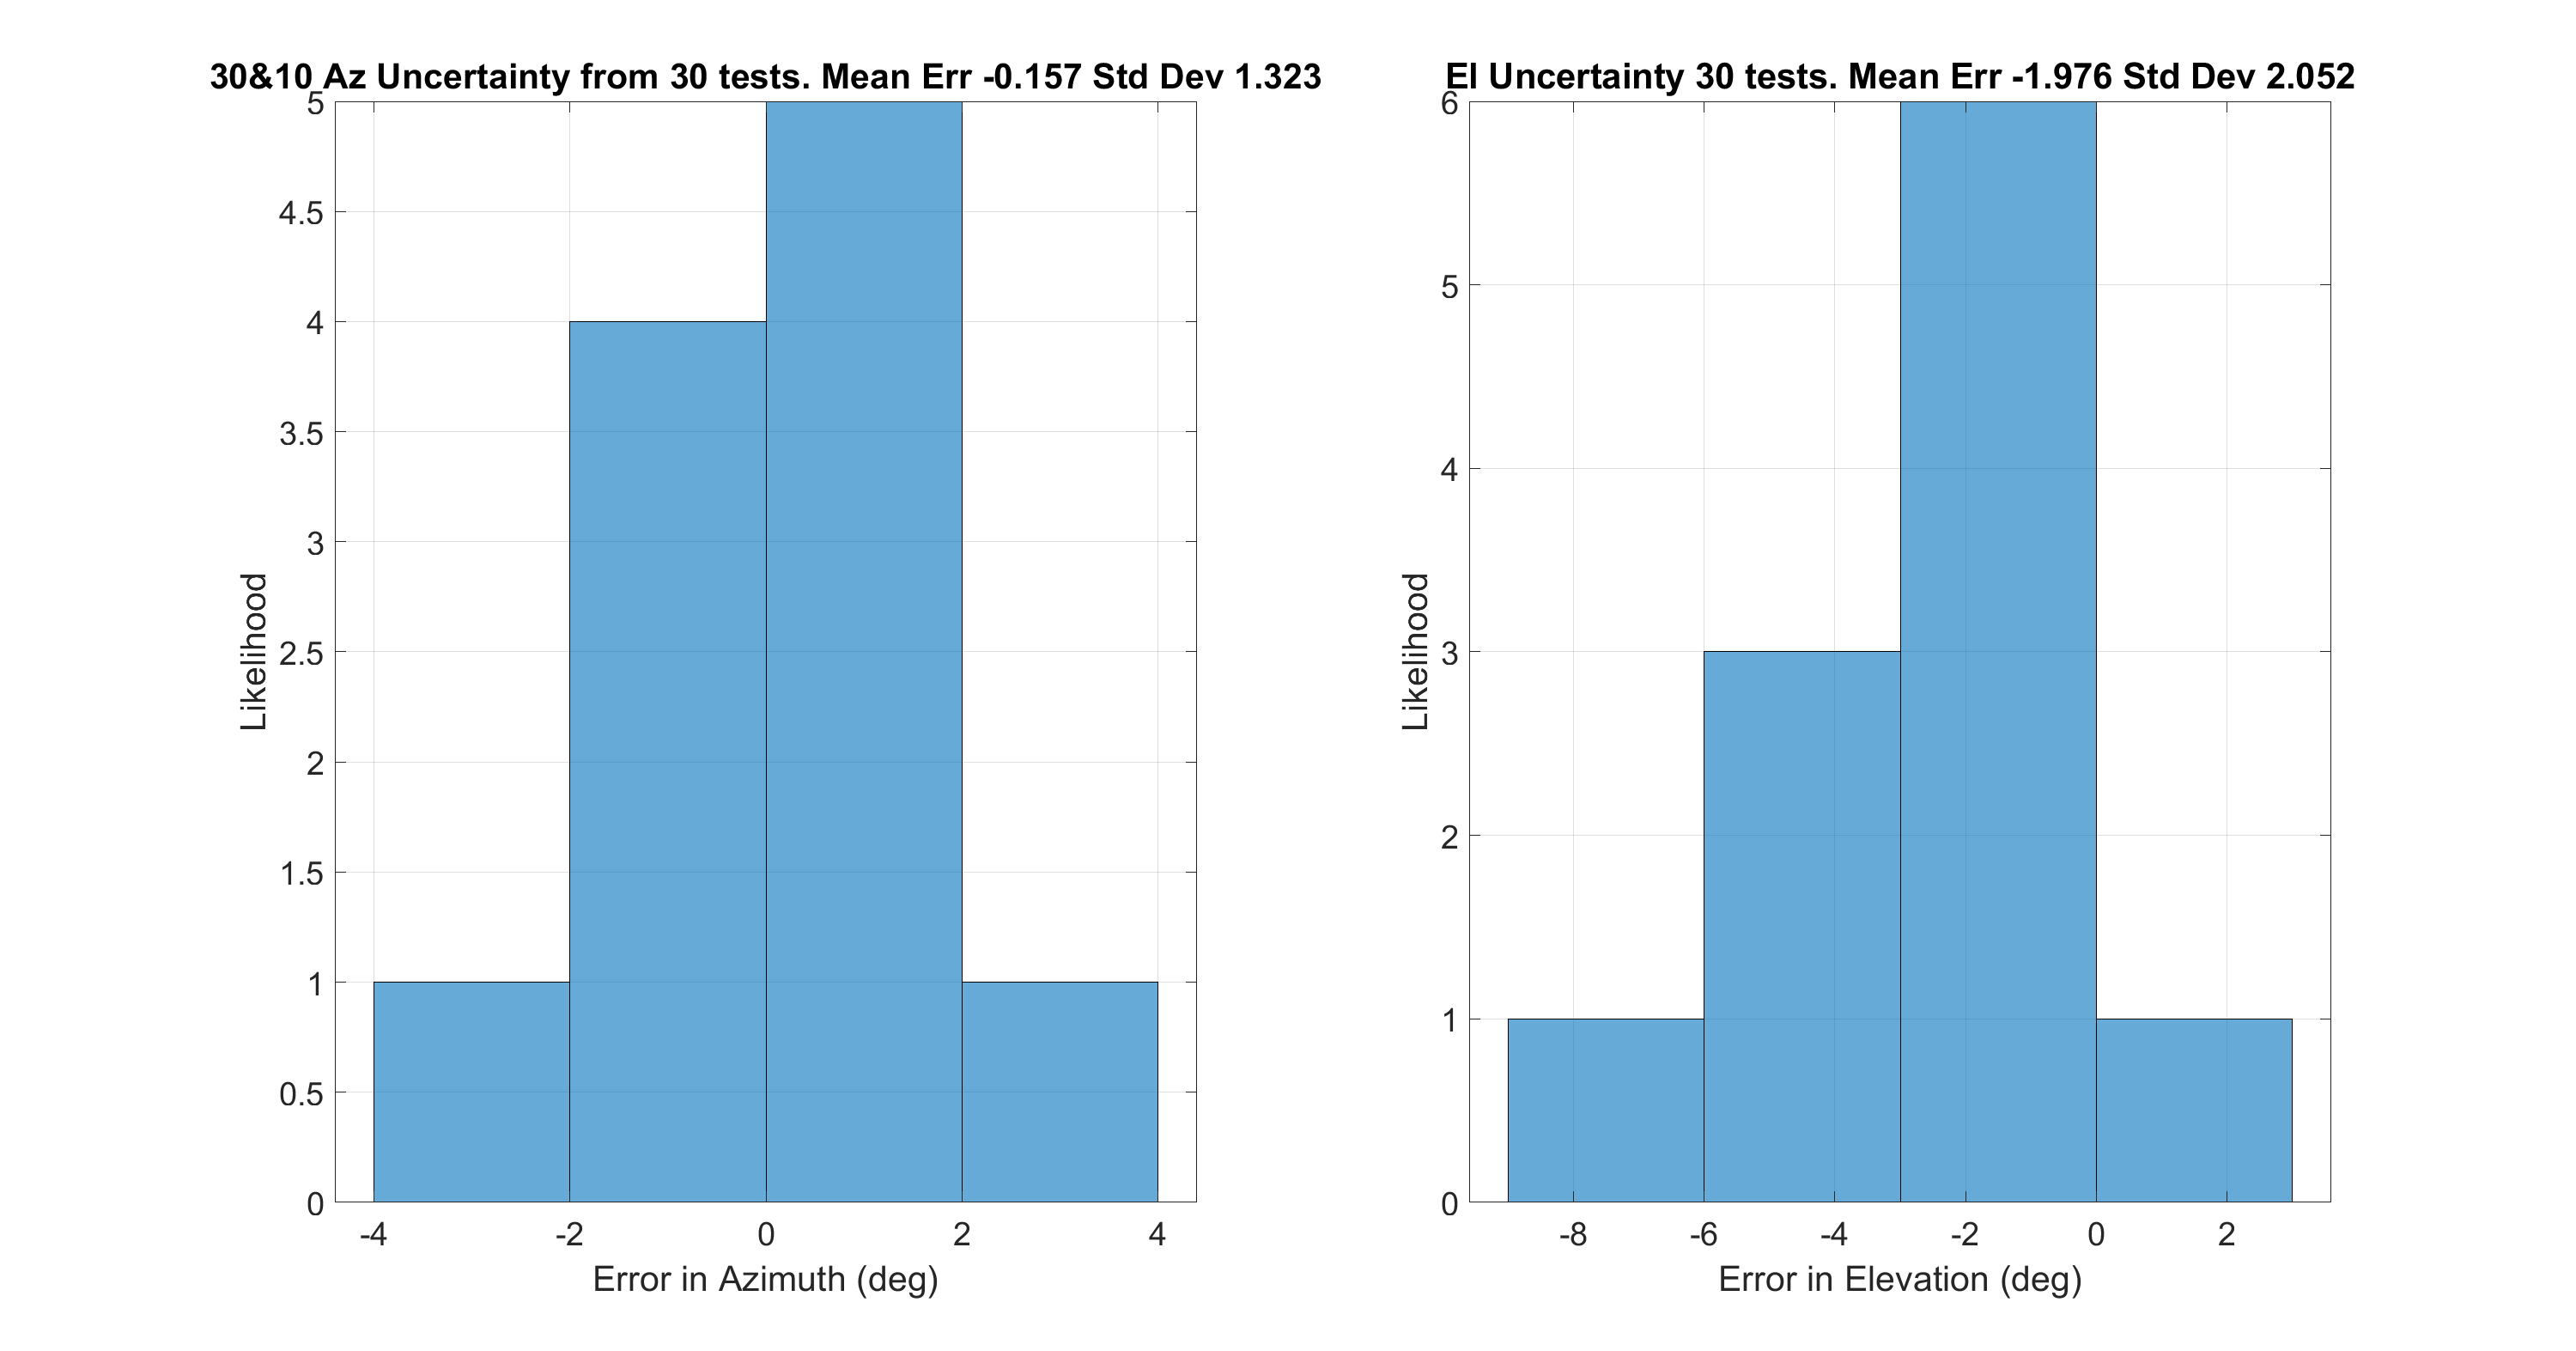 30&10 Az Uncertainty from 30 tests. Mean Err -0.157 Std Dev 1.323
5
4.5
4
3.5
3
2.5
2
1.5
1
0.5
0
Likelihood
-4 -2 0 2 4
Error in Azimuth (deg)
El Uncertainty 30 tests. Mean Err -1.976 Std Dev 2.052
6
5
4
3
2
1
0
Likelihood
-8 -6 -4 -2 0 2
Error in Elevation (deg)